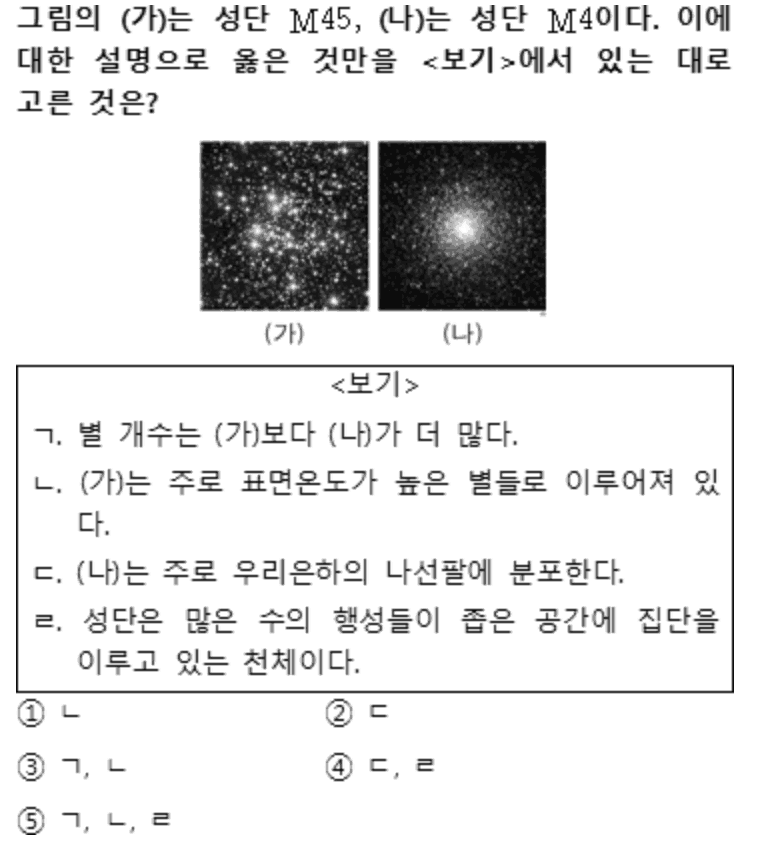 그림의 (가)는 성단 M45, (나)는 성단 M4이다. 이에
대한 설명으로 옳은 것만을 <보기>에서 있는 대로
고른 것은?
(가) (나)
<보기>
ㄱ. 별 개수는 (가)보다 (나)가 더 많다.
ㄴ. (가)는 주로 표면온도가 높은 별들로 이루어져 있
다.
ㄷ. (나)는 주로 우리은하의 나선팔에 분포한다.
ㄹ. 성단은 많은 수의 행성들이 좁은 공간에 집단을
이루고 있는 천체이다.
① ㄴ ② ㄷ
③ ㄱ, ㄴ ④ ㄷ, ㄹ
⑤ ㄱ, ㄴ, ㄹ